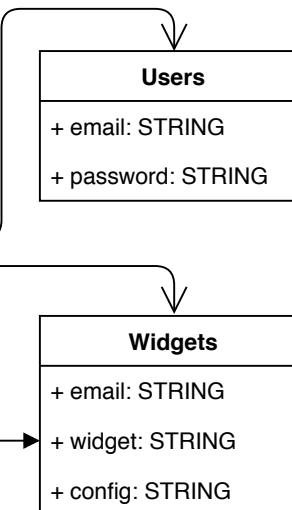 Users
+ email: STRING
+ password: STRING
Widgets
+ email: STRING
+ widget: STRING
+ config: STRING